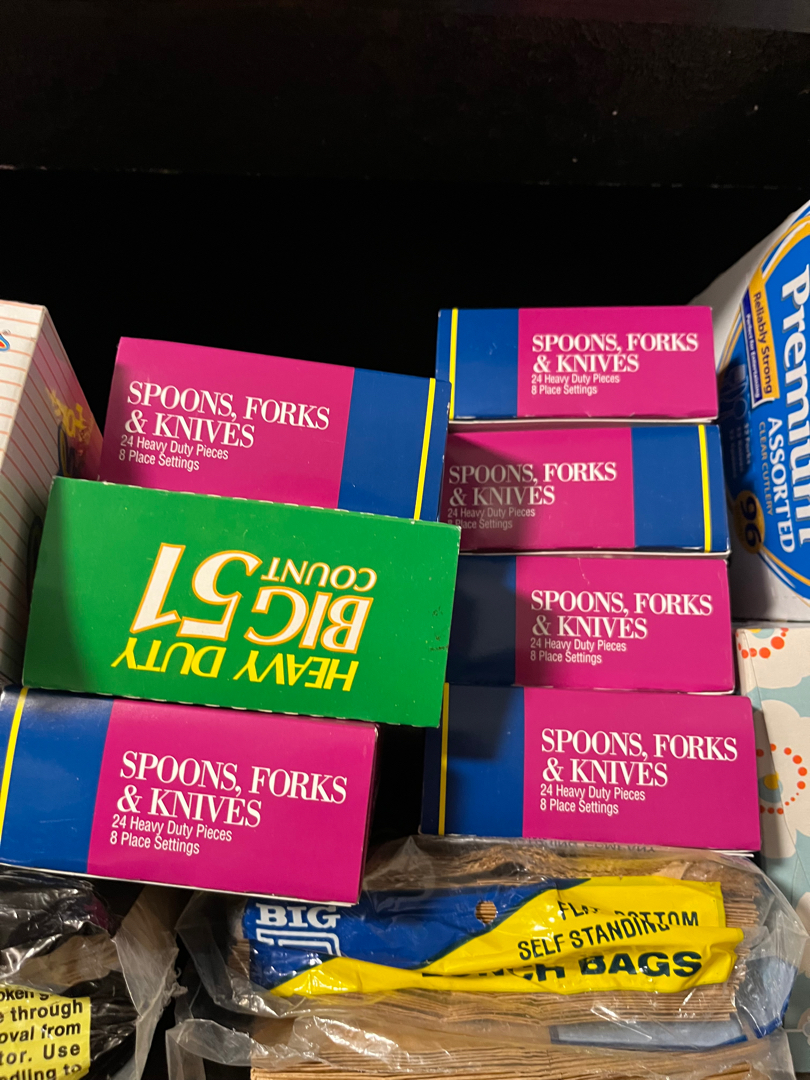 SPOONS, FORKS
& KNIVES
24 Heavy Duty Pieces
8 Place Settings
SPOONS, FORKS
& KNIVES
24 Heavy Duty Pieces
8 Place Settings
SPOONS, FORKS
& KNIVES
24 Heavy Duty Pieces
8 Place Settings
HEAVY DUTY
BIG 51
COUNT
SPOONS, FORKS
& KNIVES
24 Heavy Duty Pieces
8 Place Settings
SPOONS, FORKS
& KNIVES
24 Heavy Duty Pieces
8 Place Settings
SPOONS, FORKS
& KNIVES
24 Heavy Duty Pieces
8 Place Settings
Reliably Strong
Premium
ASSORTED
CLEAR CUTLERY
96
BIG
SELF STANDING
BAGS
through
from
Use
to